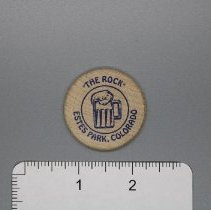 "THE ROCK"
ESTES PARK, COLORADO
1
2